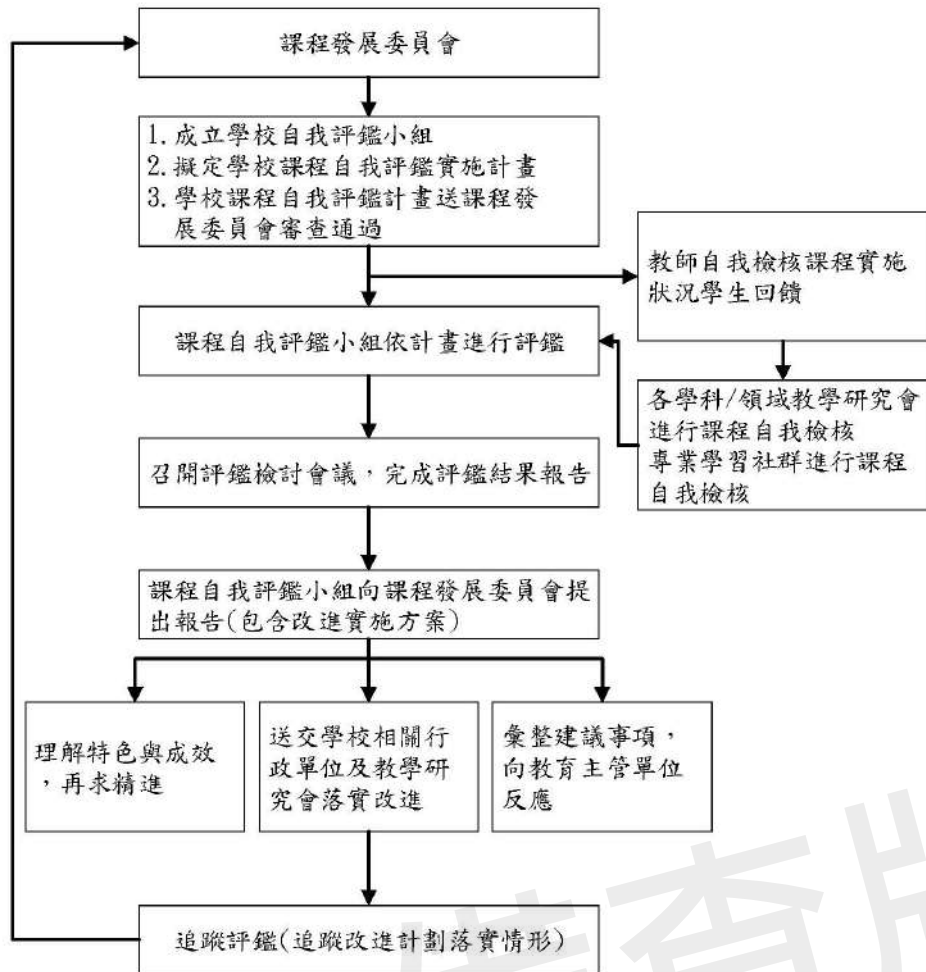 課程發展委員會
1.成立學校自我評鑑小組
2.擬定學校課程自我評鑑實施計畫
3.學校課程自我評鑑計畫送課程發
展委員會審查通過
教師自我檢核課程實施
狀況學生回饋
課程自我評鑑小組依計畫進行評鑑
各學科/領域教學研究會
進行課程自我檢核
專業學習社群進行課程
自我檢核
召開評鑑檢討會議，完成評鑑結果報告
課程自我評鑑小組向課程發展委員會提
出報告(包含改進實施方案)
理解特色與成效
，再求精進
送交學校相關行
政單位及教學研
究會落實改進
彙整建議事項，
向教育主管單位
反應
追蹤評鑑(追蹤改進計劃落實情形)
備查版